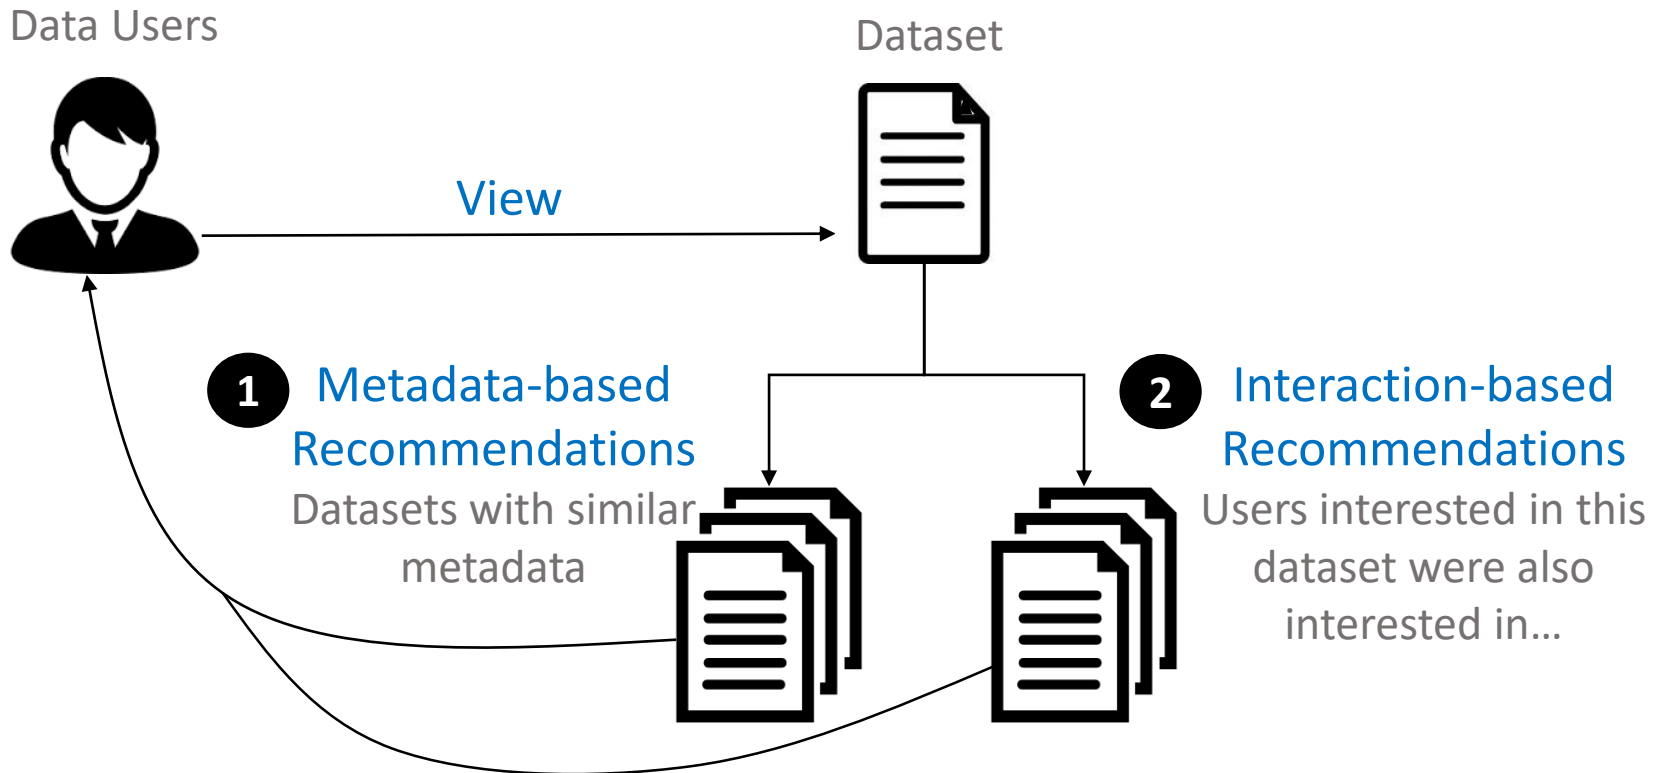 Data Users
Dataset
View
1
Metadata-based
Recommendations
Datasets with similar
metadata
2
Interaction-based
Recommendations
Users interested in this
dataset were also
interested in...